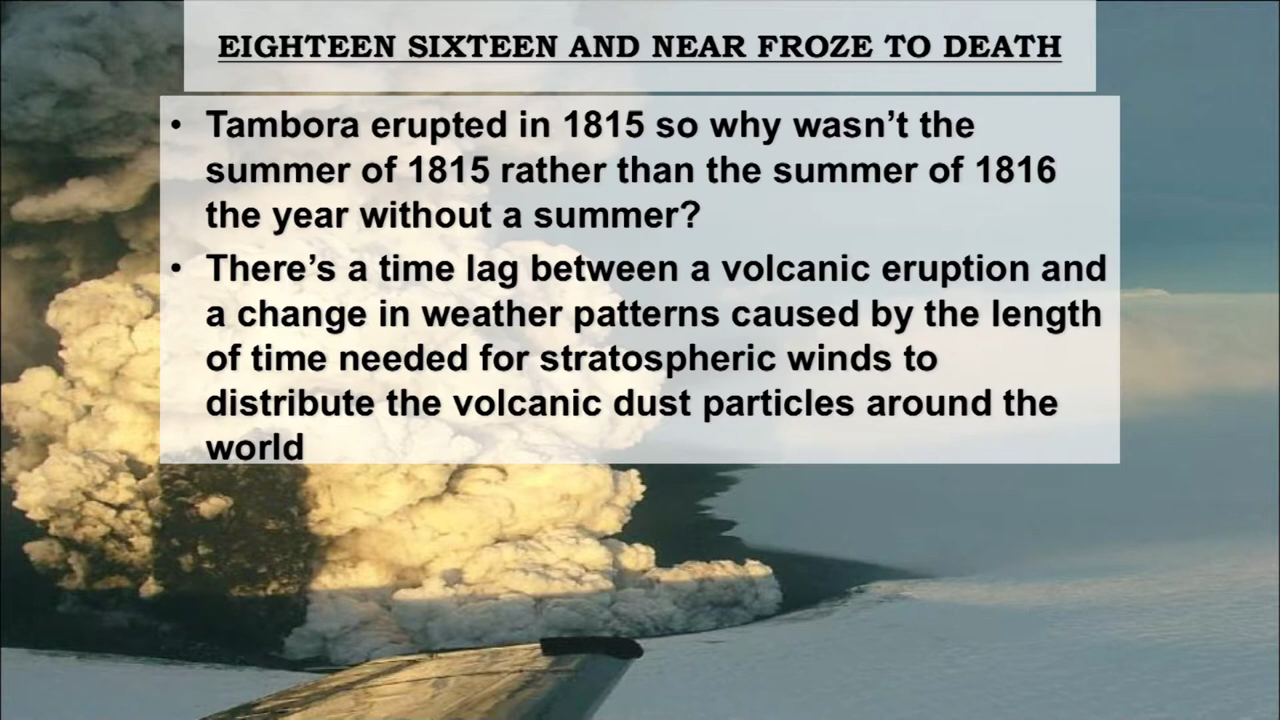 EIGHTEEN SIXTEEN AND NEAR FROZE TO DEATH
• Tambora erupted in 1815 so why wasn’t the
summer of 1815 rather than the summer of 1816
the year without a summer?
• There’s a time lag between a volcanic eruption and
a change in weather patterns caused by the length
of time needed for stratospheric winds to
distribute the volcanic dust particles around the
world